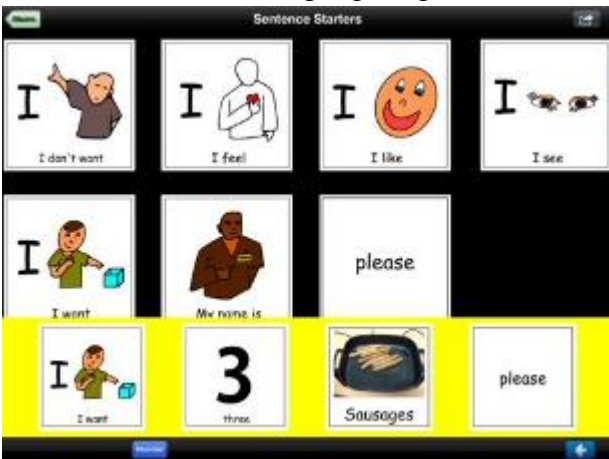 Sentence Starters
I
I don't want
I
I feel
I
I like
I
I see
I
I want
My name is
please
I
I want
3
three
Sausages
please